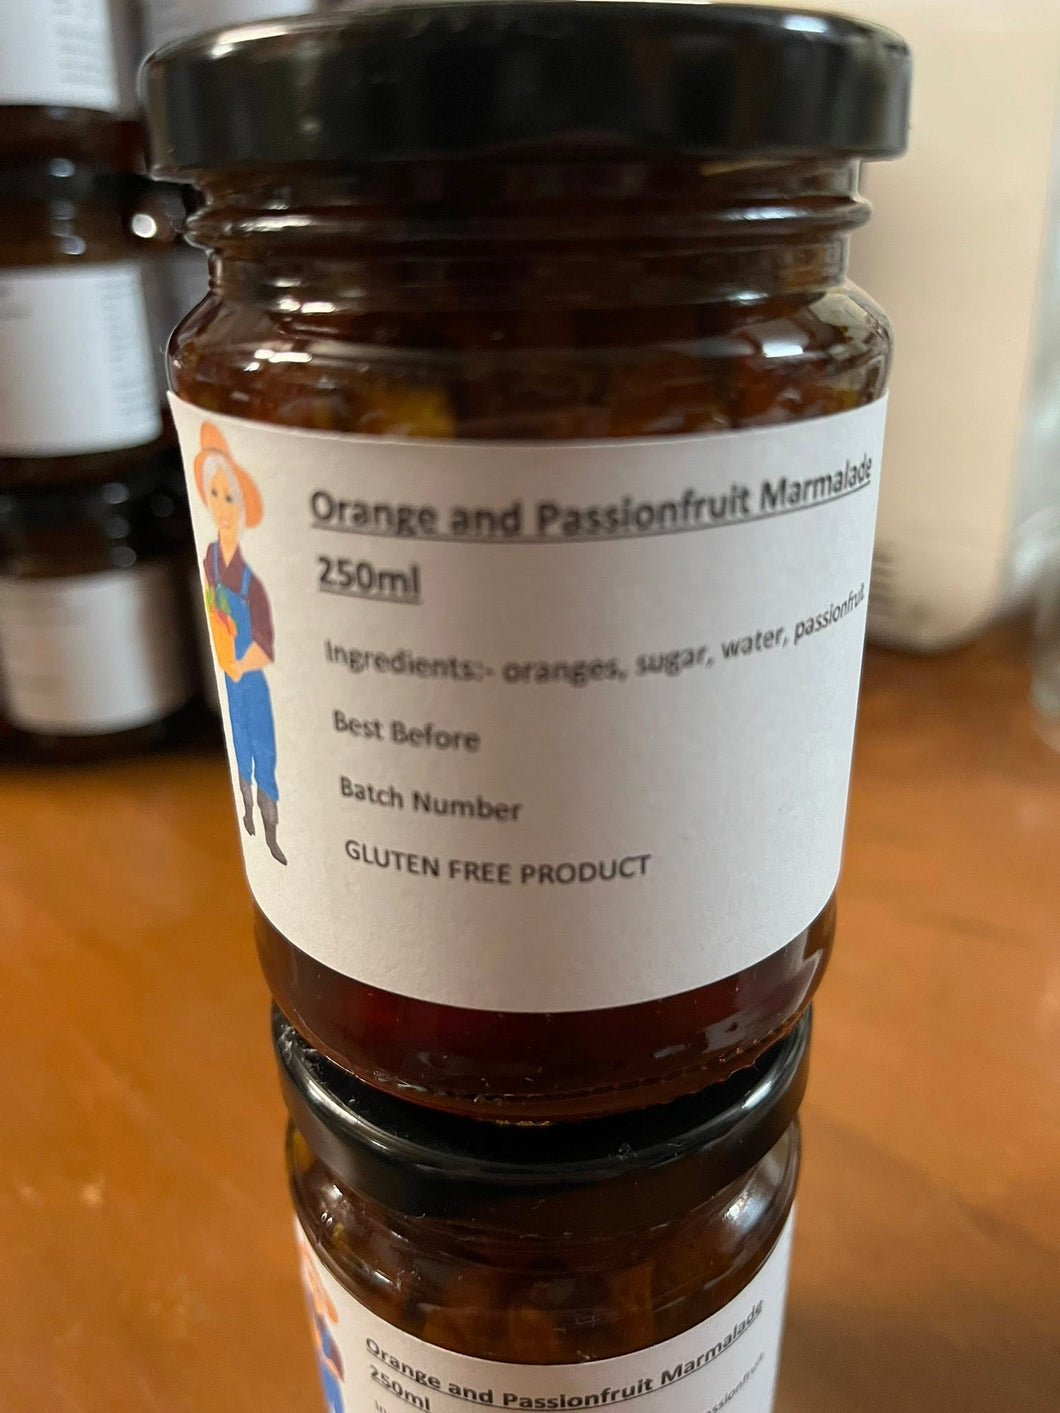 Orange and Passionfruit Marmalade
250ml
Ingredients:- oranges, sugar, water, passionfruit
Best Before
Batch Number
GLUTEN FREE PRODUCT
Orange and Passionfruit Marmalade
250ml